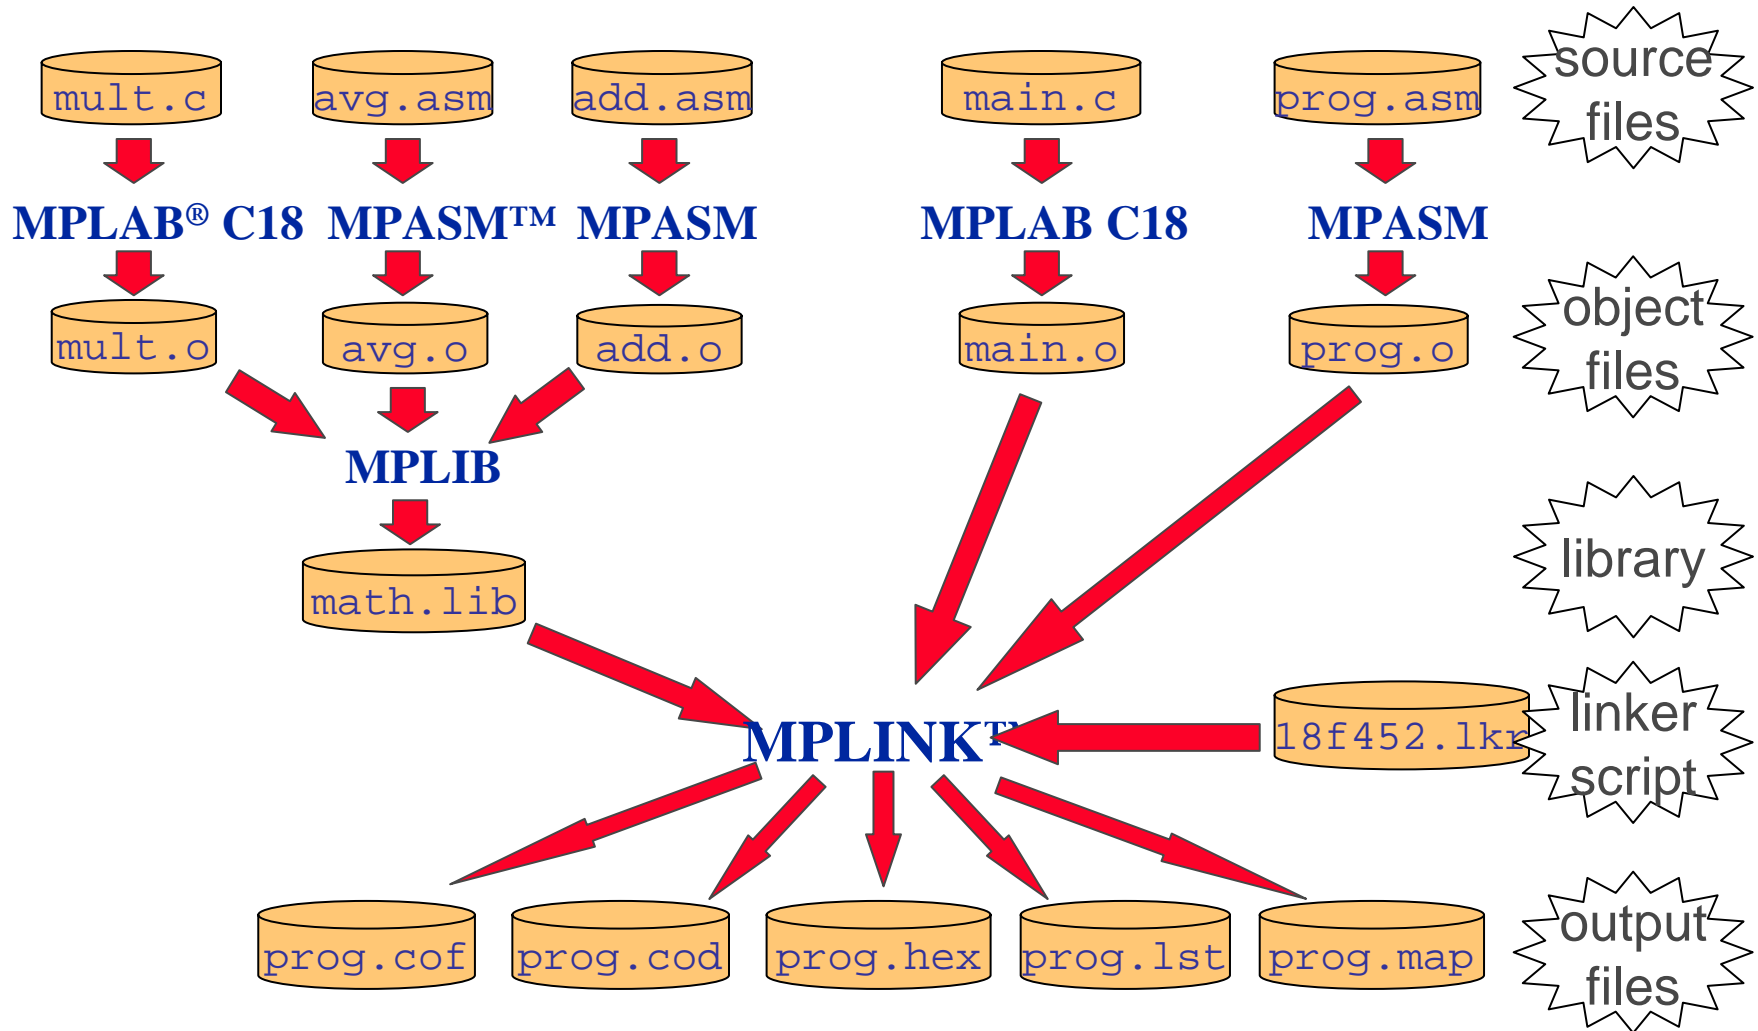 mult.c avg.asm add.asm main.c prog.asm
source
files
MPLAB® C18 MPASM™ MPASM MPLAB C18 MPASM
mult.o avg.o add.o main.o prog.o
object
files
MPLIB
math.lib
library
MPLINK™
18f452.lkr
linker
script
prog.cof prog.cod prog.hex prog.lst prog.map
output
files